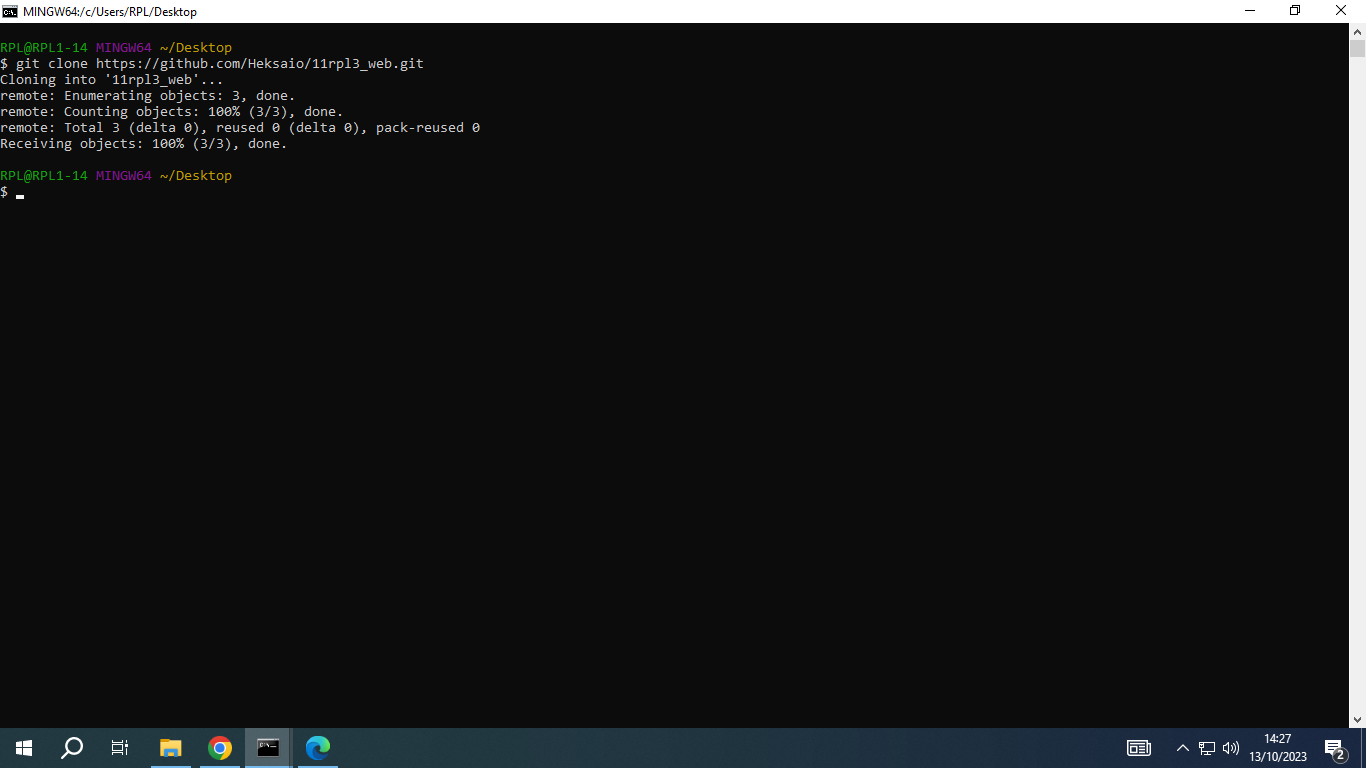 MINGW64:/c/Users/RPL/Desktop
RPL@RPL1-14 MINGW64 ~/Desktop
$ git clone https://github.com/Heksaio/11rpl3_web.git
Cloning into '11rpl3_web'...
remote: Enumerating objects: 3, done.
remote: Counting objects: 100% (3/3), done.
remote: Total 3 (delta 0), reused 0 (delta 0), pack-reused 0
Receiving objects: 100% (3/3), done.
RPL@RPL1-14 MINGW64 ~/Desktop
$
14:27
13/10/2023
2